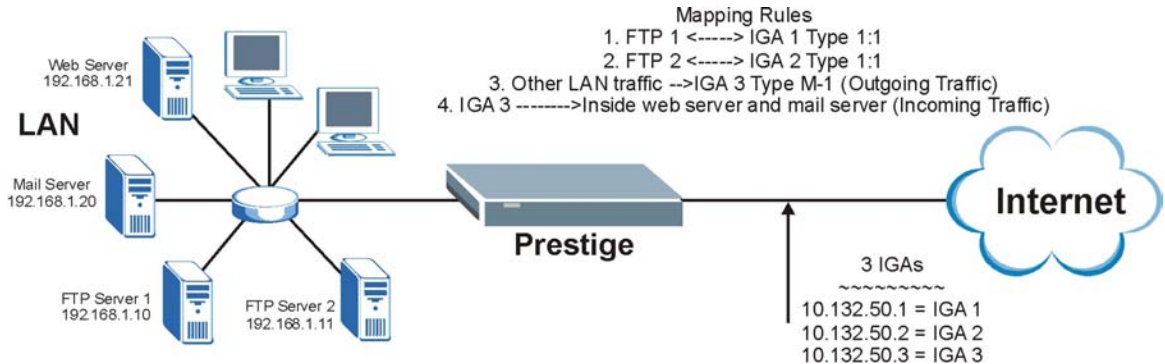 Mapping Rules
1. FTP 1 <-----> IGA 1 Type 1:1
2. FTP 2 <-----> IGA 2 Type 1:1
3. Other LAN traffic -->IGA 3 Type M-1 (Outgoing Traffic)
4. IGA 3 -------->Inside web server and mail server (Incoming Traffic)
Web Server
192.168.1.21
LAN
Mail Server
192.168.1.20
FTP Server 1
192.168.1.10
FTP Server 2
192.168.1.11
Prestige
Internet
3 IGAs
~~~~~~~~~
10.132.50.1 = IGA 1
10.132.50.2 = IGA 2
10.132.50.3 = IGA 3